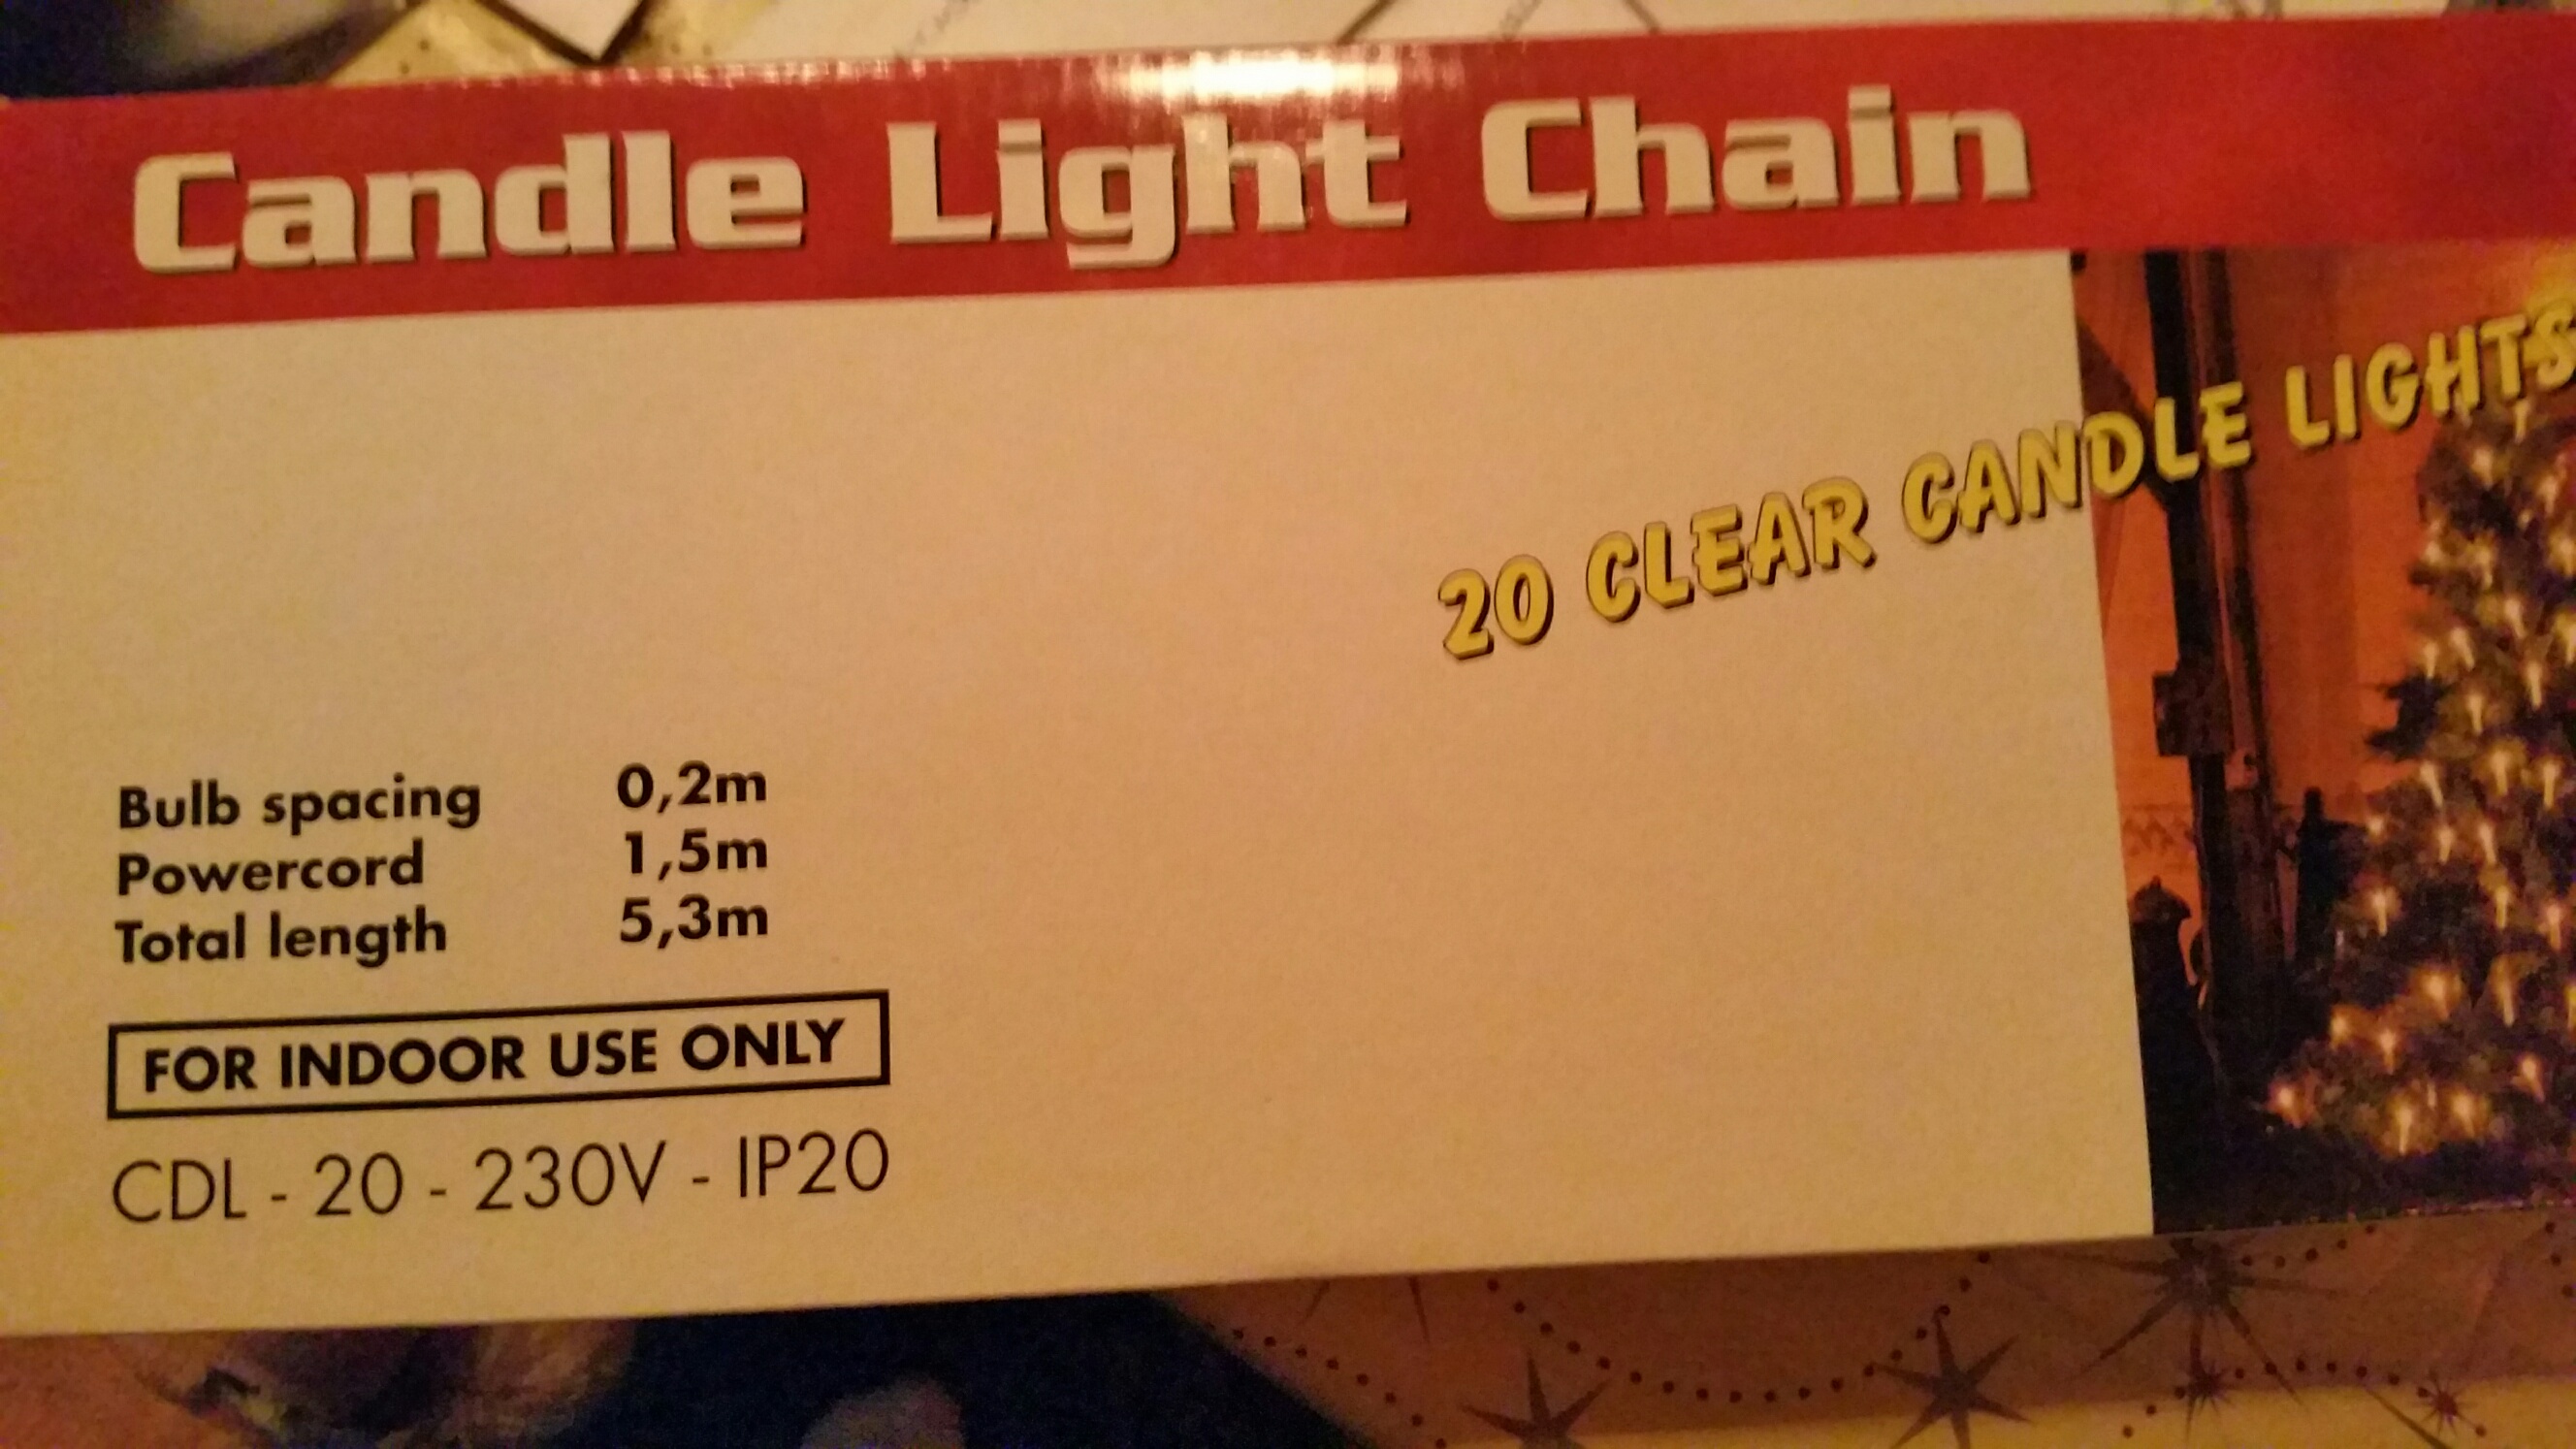 Candle Light Chain
20 CLEAR CANDLE LIGHTS
Bulb spacing 0,2m
Powercord 1,5m
Total length 5,3m
FOR INDOOR USE ONLY
CDL - 20 - 230V - IP20